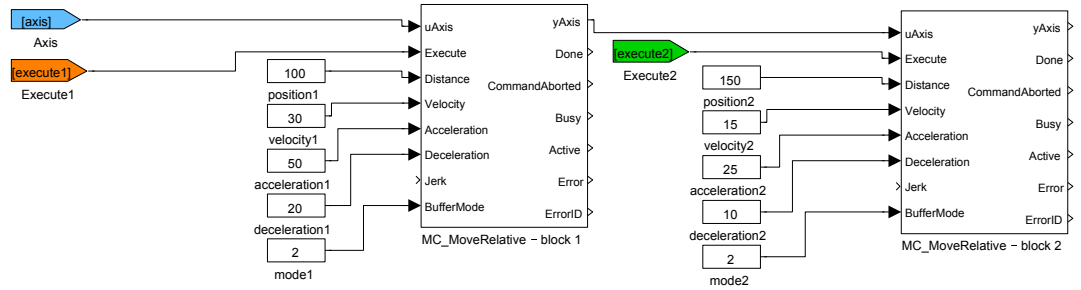 [axis]
Axis
[execute1]
Execute1
100
position1
30
velocity1
50
acceleration1
20
deceleration1
2
mode1
uAxis
Execute
Distance
Velocity
Acceleration
Deceleration
Jerk
BufferMode
yAxis
Done
CommandAborted
Busy
Active
Error
ErrorID
MC_MoveRelative − block 1
[execute2]
Execute2
150
position2
15
velocity2
25
acceleration2
10
deceleration2
2
mode2
uAxis
Execute
Distance
Velocity
Acceleration
Deceleration
Jerk
BufferMode
yAxis
Done
CommandAborted
Busy
Active
Error
ErrorID
MC_MoveRelative − block 2